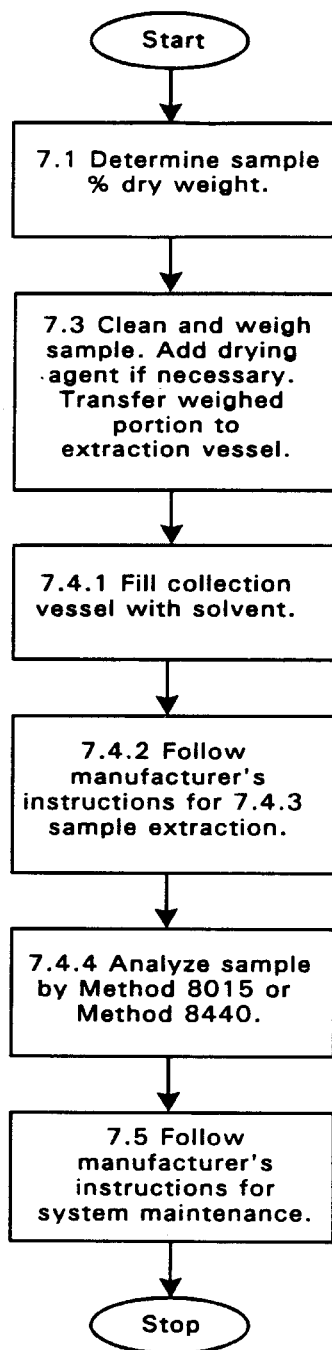 Start
7.1 Determine sample
% dry weight.
7.3 Clean and weigh
sample. Add drying
agent if necessary.
Transfer weighed
portion to
extraction vessel.
7.4.1 Fill collection
vessel with solvent.
7.4.2 Follow
manufacturer's
instructions for 7.4.3
sample extraction.
7.4.4 Analyze sample
by Method 8015 or
Method 8440.
7.5 Follow
manufacturer's
instructions for
system maintenance.
Stop